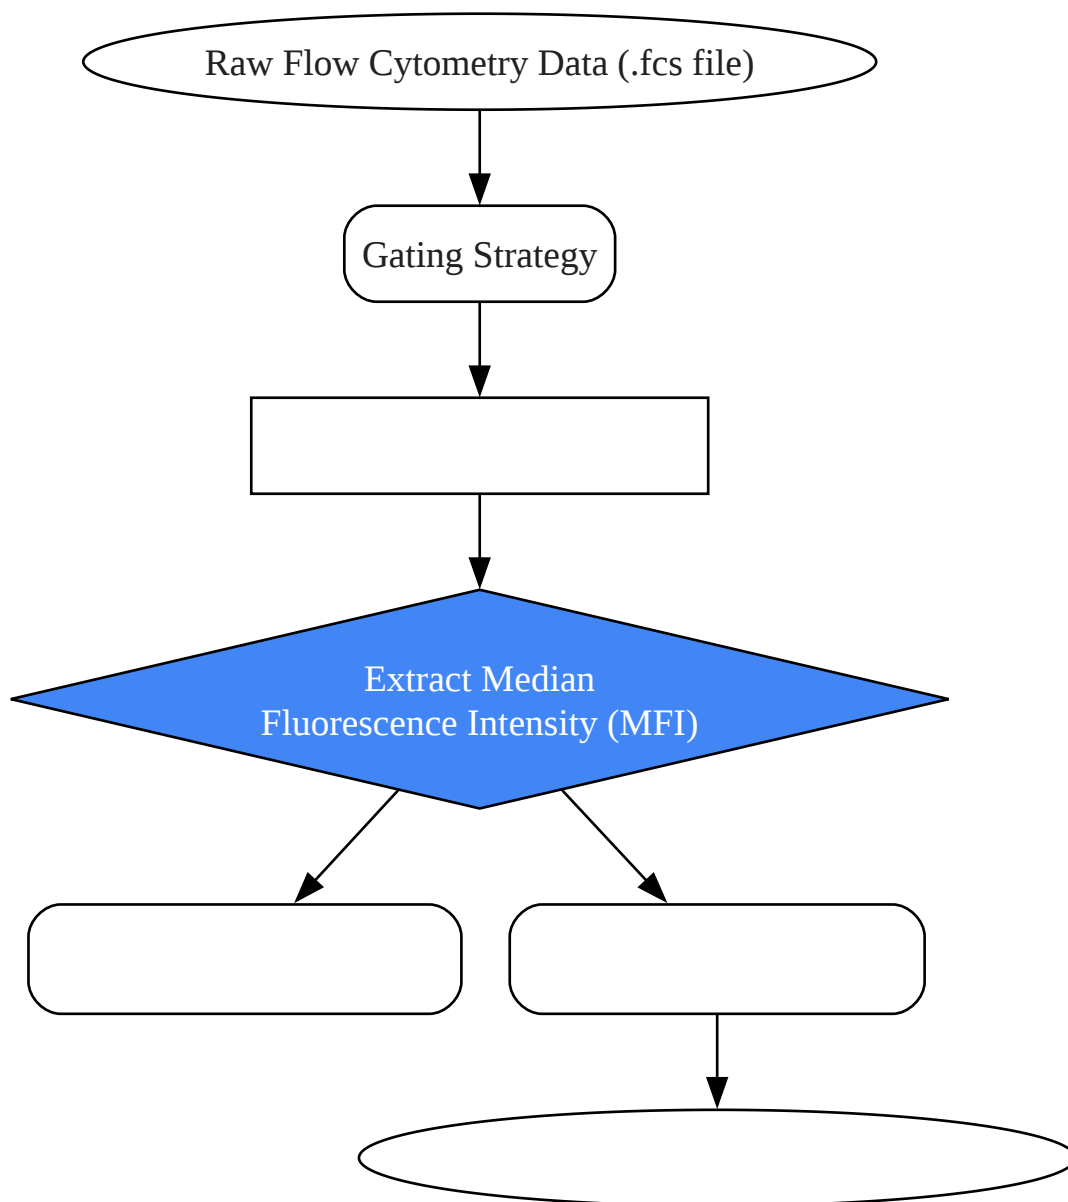 Raw Flow Cytometry Data (.fcs file)
Gating Strategy
Extract Median
Fluorescence Intensity (MFI)